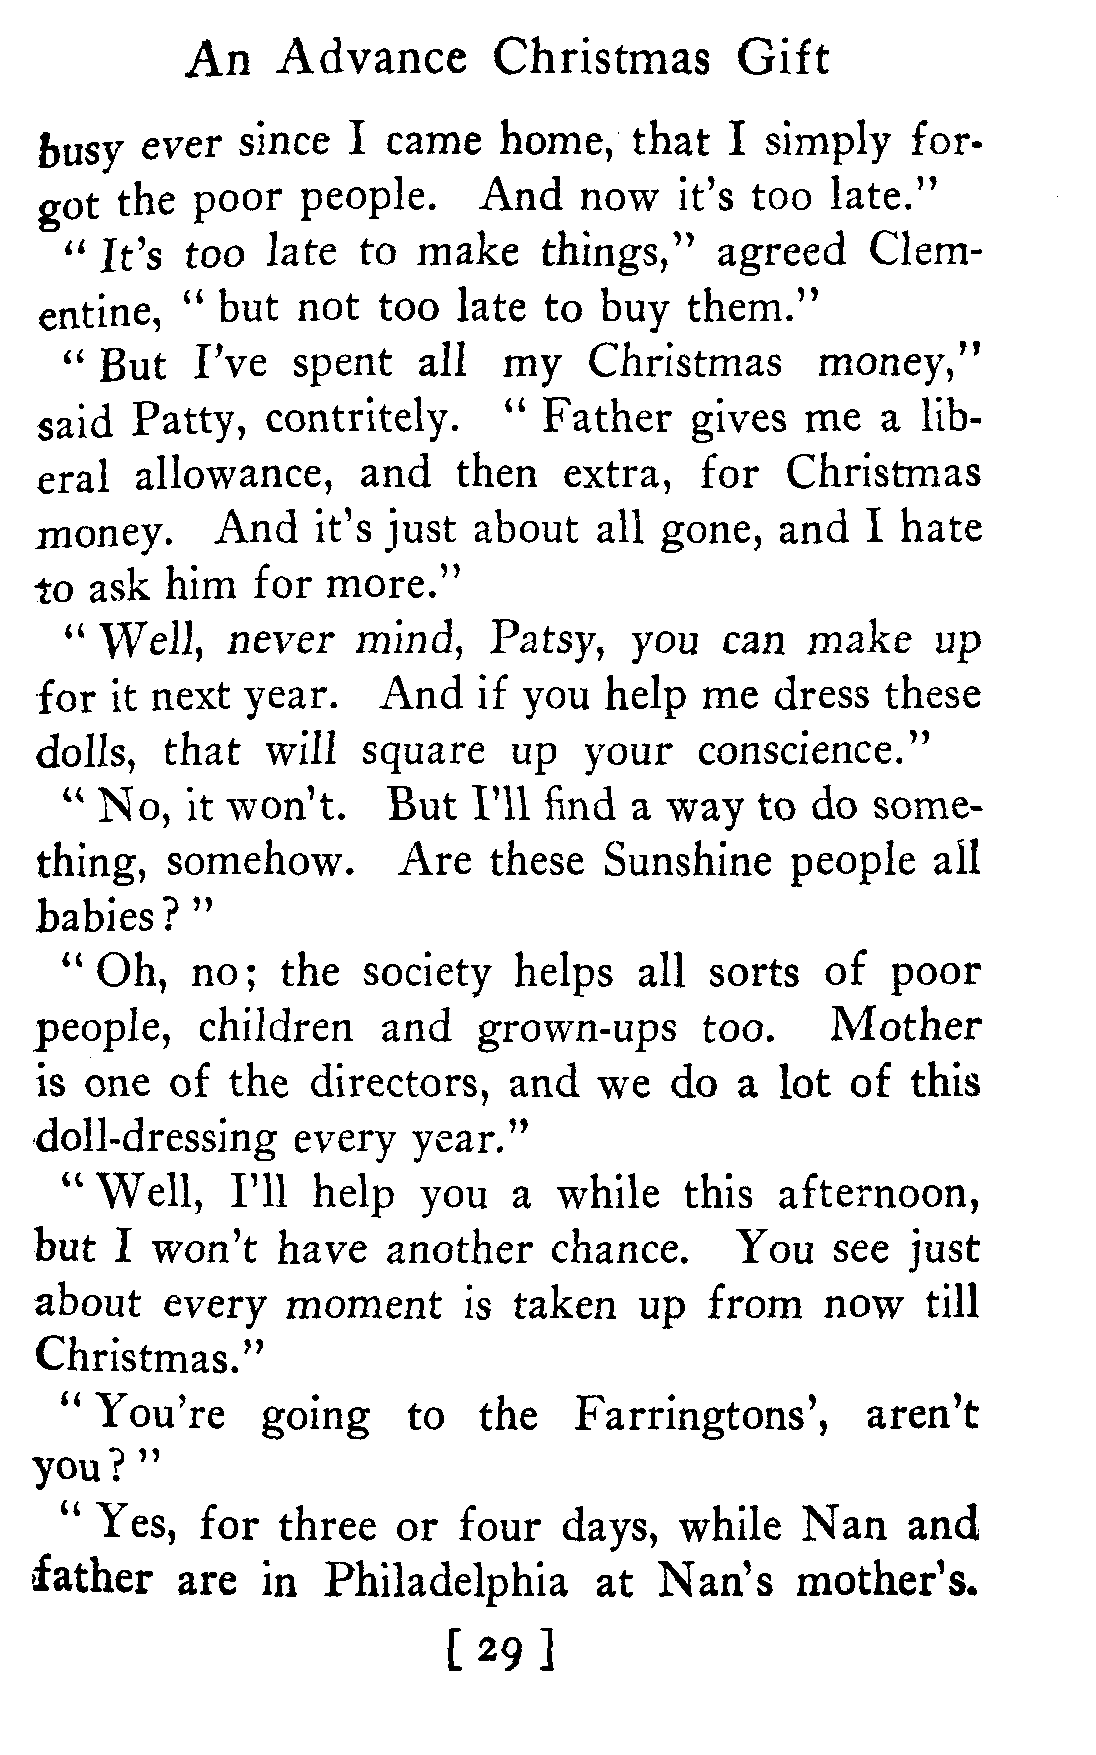 An Advance Christmas Gift
busy ever since I came home, that I simply for-
got the poor people. And now it's too late."
"It's too late to make things," agreed Clem-
entine, "but not too late to buy them."
"But I've spent all my Christmas money,"
said Patty, contritely. "Father gives me a lib-
eral allowance, and then extra, for Christmas
money. And it's just about all gone, and I hate
to ask him for more."
"Well, never mind, Patsy, you can make up
for it next year. And if you help me dress these
dolls, that will square up your conscience."
"No, it won't. But I'll find a way to do some-
thing, somehow. Are these Sunshine people all
babies?"
"Oh, no; the society helps all sorts of poor
people, children and grown-ups too. Mother
is one of the directors, and we do a lot of this
doll-dressing every year."
"Well, I'll help you a while this afternoon,
but I won't have another chance. You see just
about every moment is taken up from now till
Christmas."
"You're going to the Farringtons', aren't
you?"
"Yes, for three or four days, while Nan and
father are in Philadelphia at Nan's mother's.
[ 29 ]